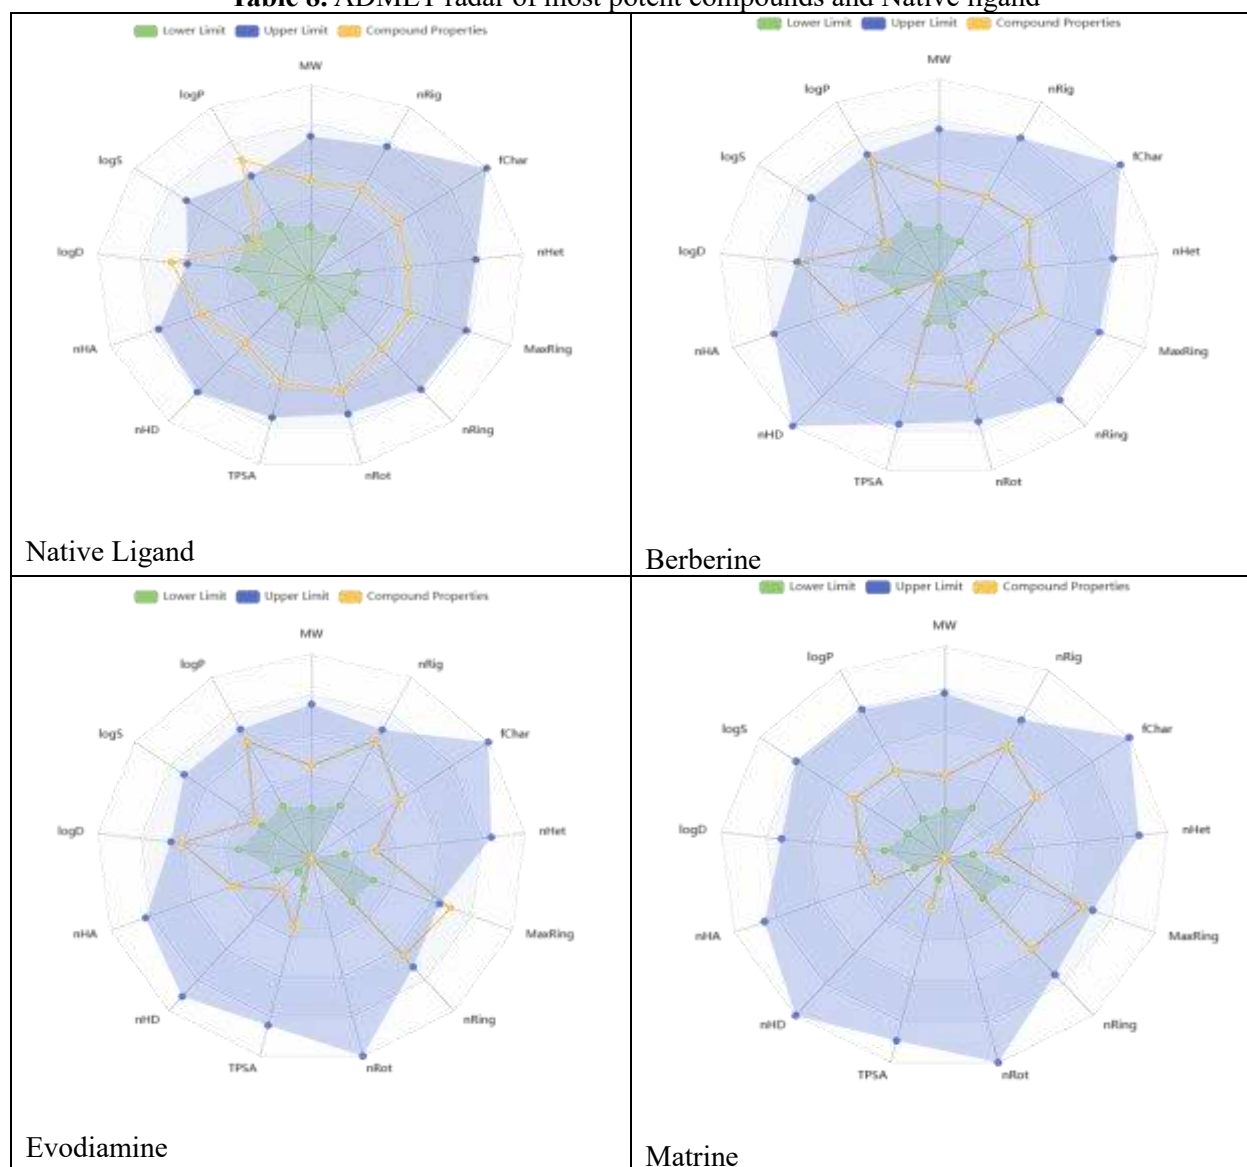 Table 8. ADMET radar of most potent compounds and Native ligand
Lower Limit Upper Limit Compound Properties
MW
nRig
fChar
nHet
MaxRing
nRing
nRot
TPSA
nHD
nHA
logD
logS
logP
Native Ligand
Lower Limit Upper Limit Compound Properties
MW
nRig
fChar
nHet
MaxRing
nRing
nRot
TPSA
nHD
nHA
logD
logS
logP
Berberine
Lower Limit Upper Limit Compound Properties
MW
nRig
fChar
nHet
MaxRing
nRing
nRot
TPSA
nHD
nHA
logD
logS
logP
Evodiamine
Lower Limit Upper Limit Compound Properties
MW
nRig
fChar
nHet
MaxRing
nRing
nRot
TPSA
nHD
nHA
logD
logS
logP
Matrine